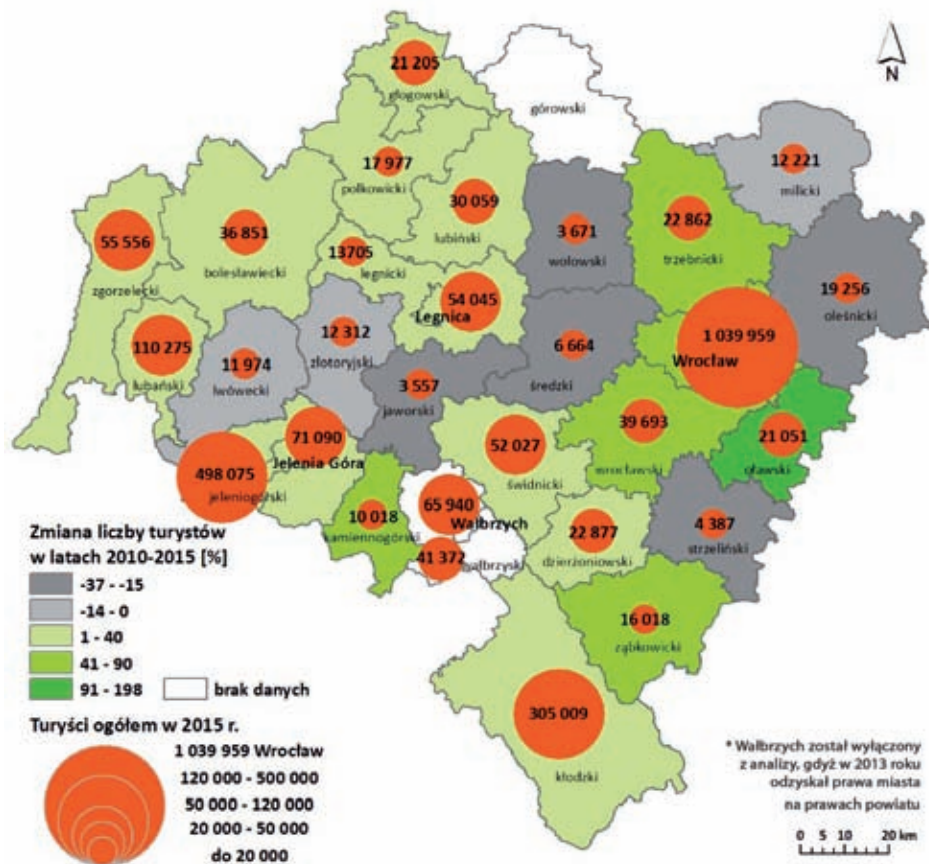 21 205
głogowski
górowski
N
12 221
milicki
17 977
polkowicki
30 059
lubiński
3 671
wołowski
22 862
trzebnicki
55 556
zgorzelecki
36 851
bolesławiecki
13705
legnicki
54 045
Legnica
19 256
oleśnicki
1 039 959
Wrocław
110 275
lubański
11 974
lwówecki
12 312
złotoryjski
6 664
średzki
3 557
jaworski
71 090
Jelenia Góra
52 027
świdnicki
39 693
wrocławski
21 051
oławski
498 075
jeleniogórski
10 018
kamiennogórski
65 940
Wałbrzych
41 372
wałbrzyski
22 877
dzierżoniowski
4 387
strzeliński
16 018
ząbkowicki
305 009
kłodzki
Zmiana liczby turystów
w latach 2010-2015 [%]
-37 - -15
-14 - 0
1 - 40
41 - 90
91 - 198
brak danych
Turyści ogółem w 2015 r.
1 039 959 Wrocław
120 000 - 500 000
50 000 - 120 000
20 000 - 50 000
do 20 000
* Wałbrzych został wyłączony
z analizy, gdyż w 2013 roku
odzyskał prawa miasta
na prawach powiatu
0 5 10 20 km